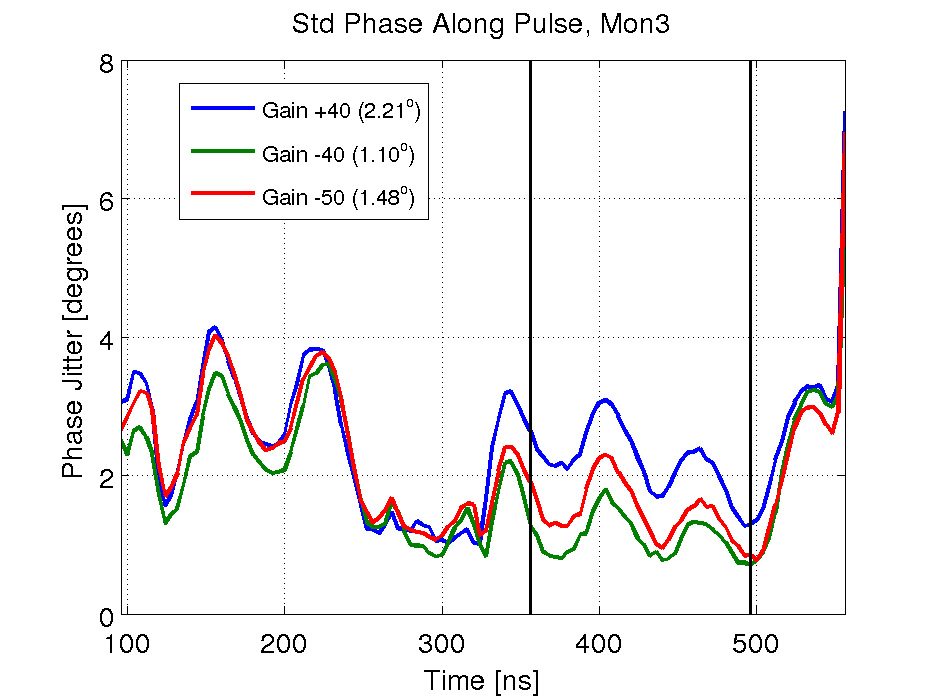 Std Phase Along Pulse, Mon3
Gain +40 (2.21°)
Gain -40 (1.10°)
Gain -50 (1.48°)
Phase Jitter [degrees]
8
6
4
2
0
100 200 300 400 500
Time [ns]